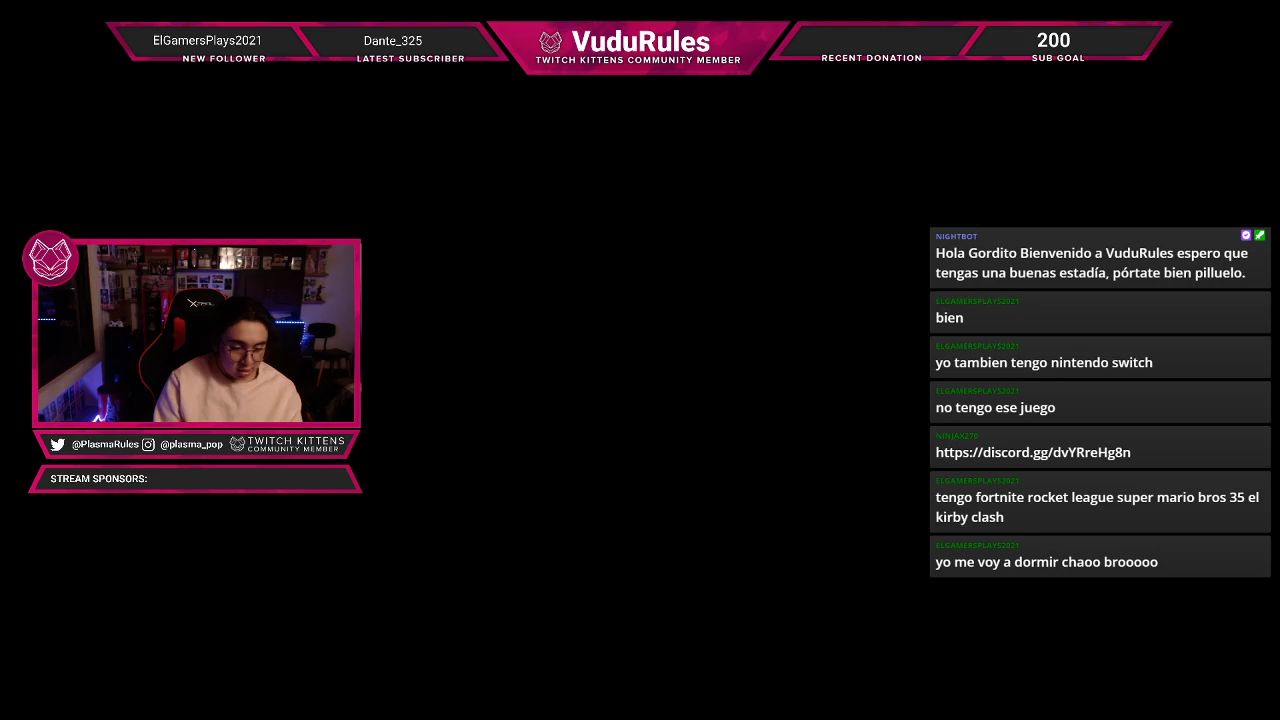 ElGamersPlays2021
NEW FOLLOWER
Dante_325
LATEST SUBSCRIBER
VuduRules
TWITCH KITTENS COMMUNITY MEMBER
RECENT DONATION
200
SUB GOAL
@PlasmaRules @plasma_pop TWITCH KITTENS
COMMUNITY MEMBER
STREAM SPONSORS:
NIGHTBOT
Hola Gordito Bienvenido a VuduRules espero que
tengas una buenas estadía, pórtate bien pilluelo.
ELGAMERSPLAYS2021
bien
ELGAMERSPLAYS2021
yo tambien tengo nintendo switch
ELGAMERSPLAYS2021
no tengo ese juego
NINJAX270
https://discord.gg/dvYRreHg8n
ELGAMERSPLAYS2021
tengo fortnite rocket league super mario bros 35 el
kirby clash
ELGAMERSPLAYS2021
yo me voy a dormir chaoo brooooo